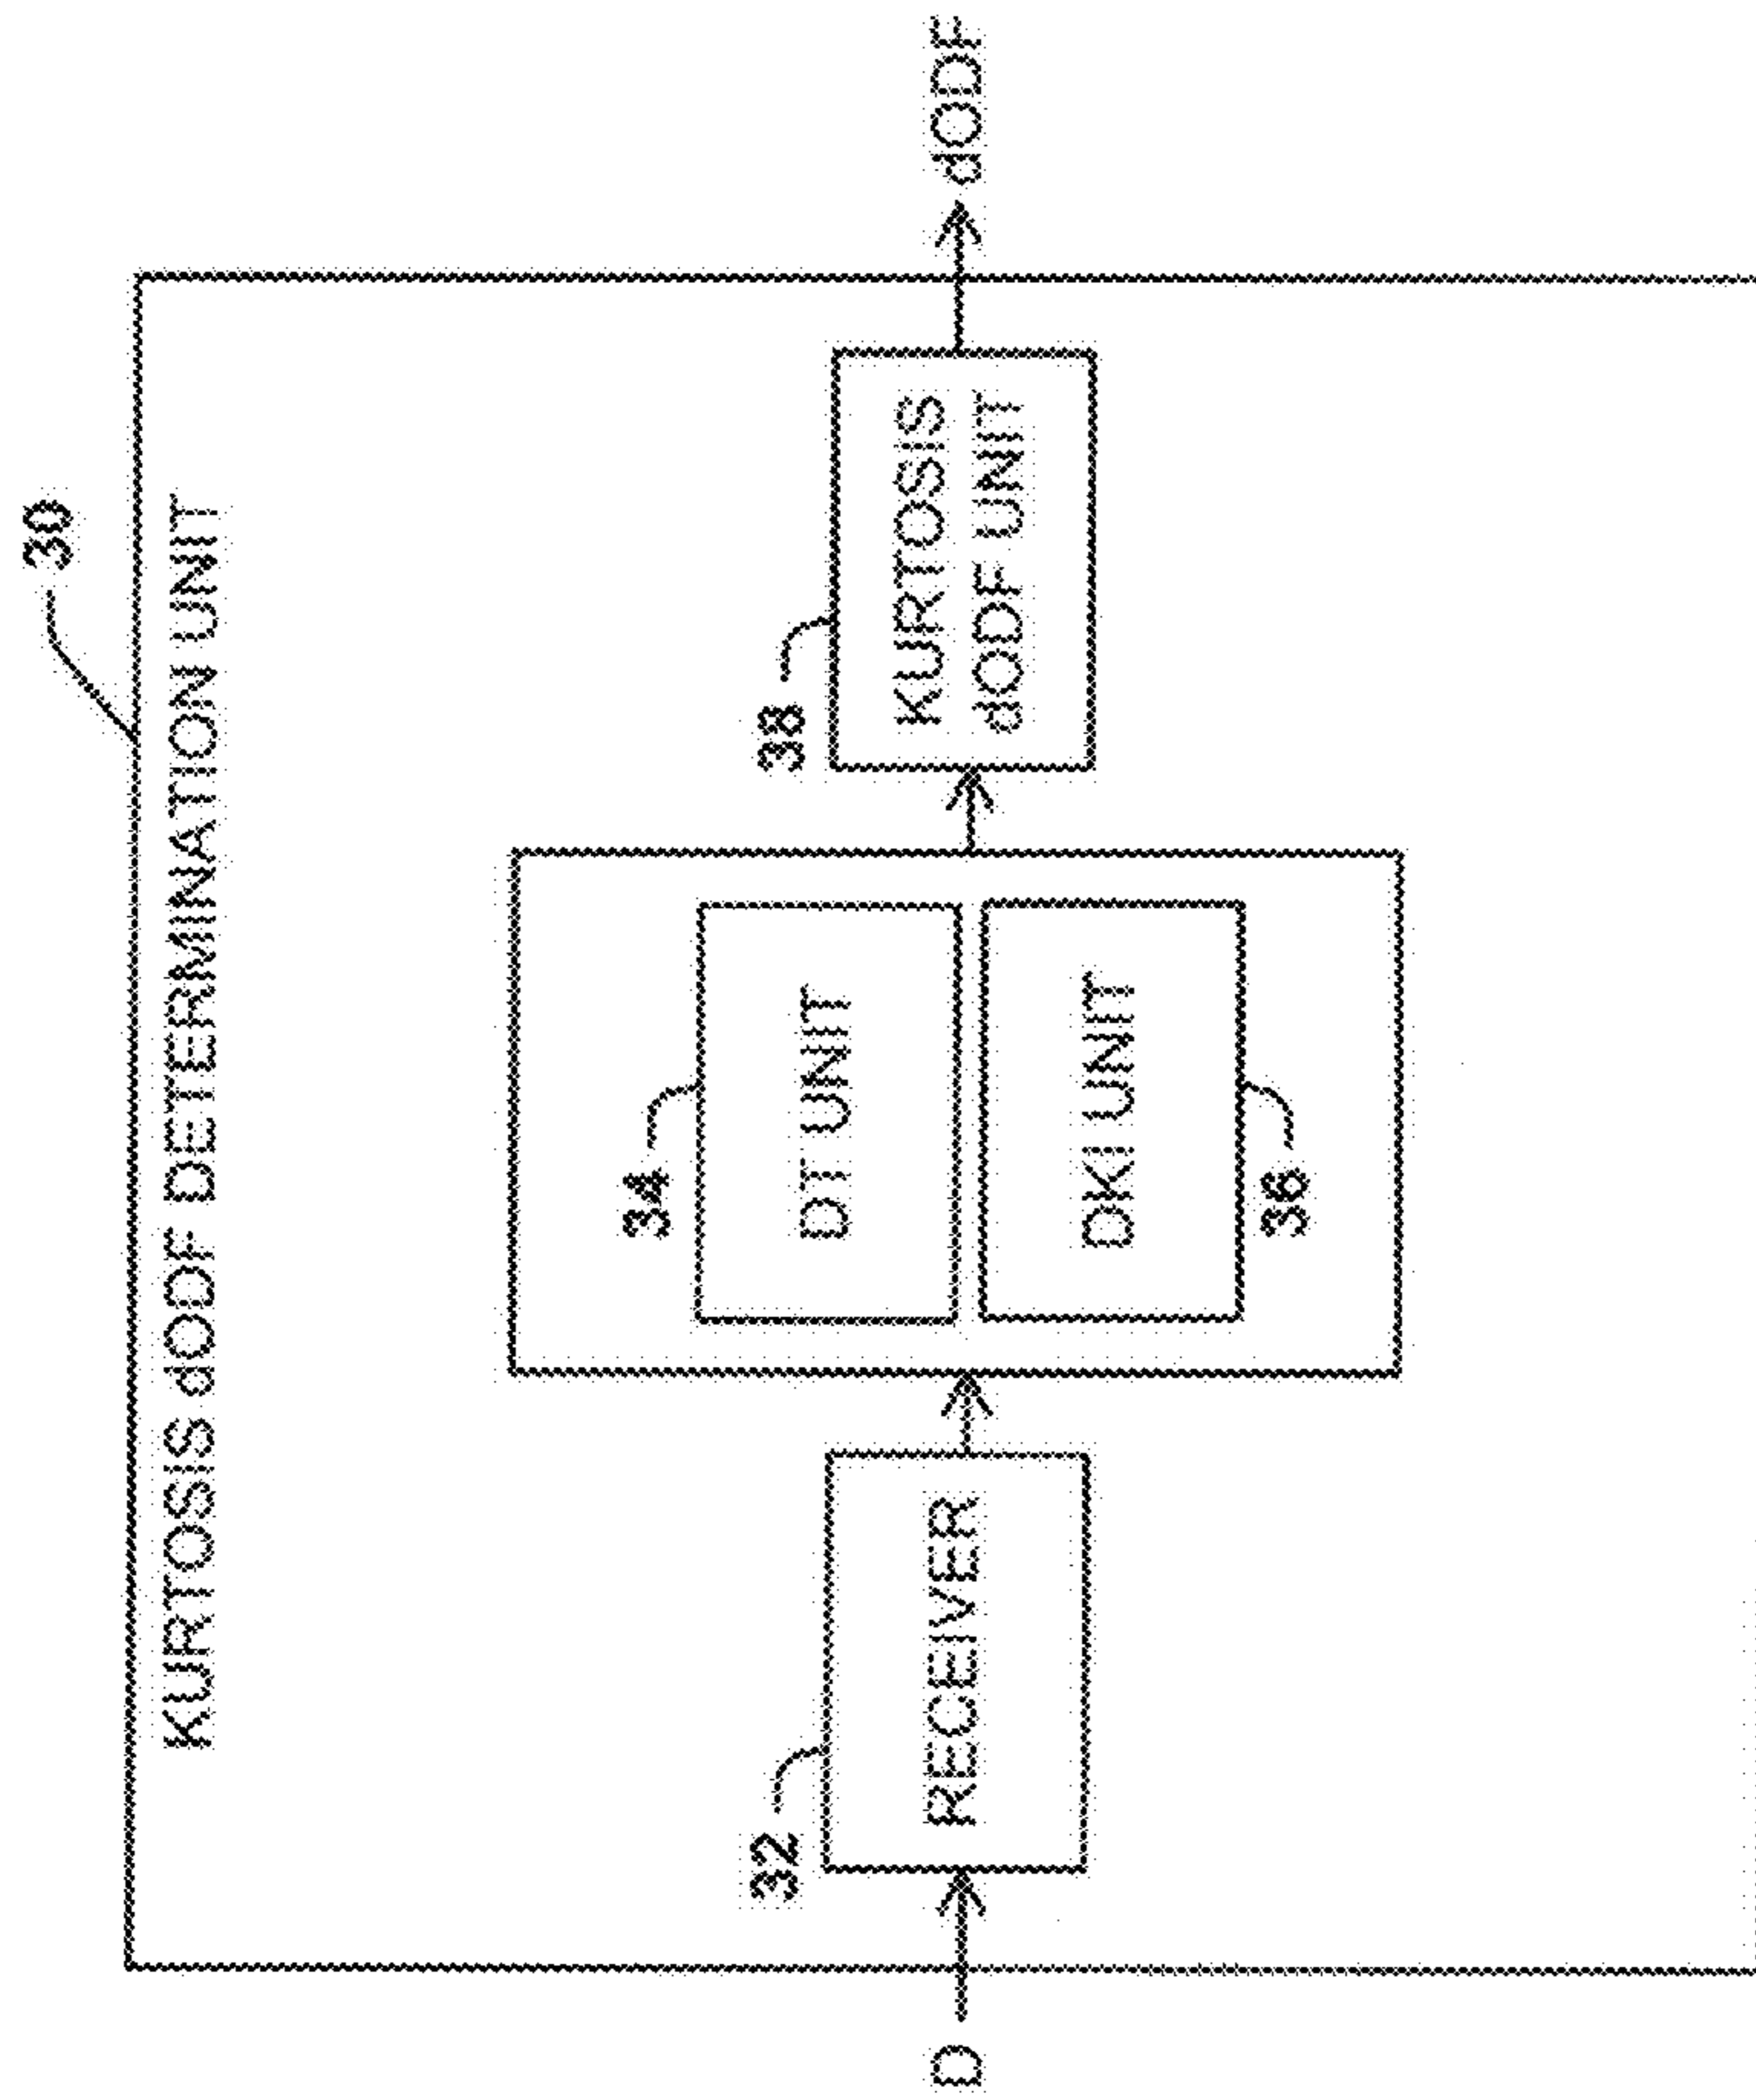 30
KURTOSIS dODF DETERMINATION UNIT
D
32
RECEIVER
34
DT UNIT
DKI UNIT
36
38
KURTOSIS
dODF UNIT
dODF